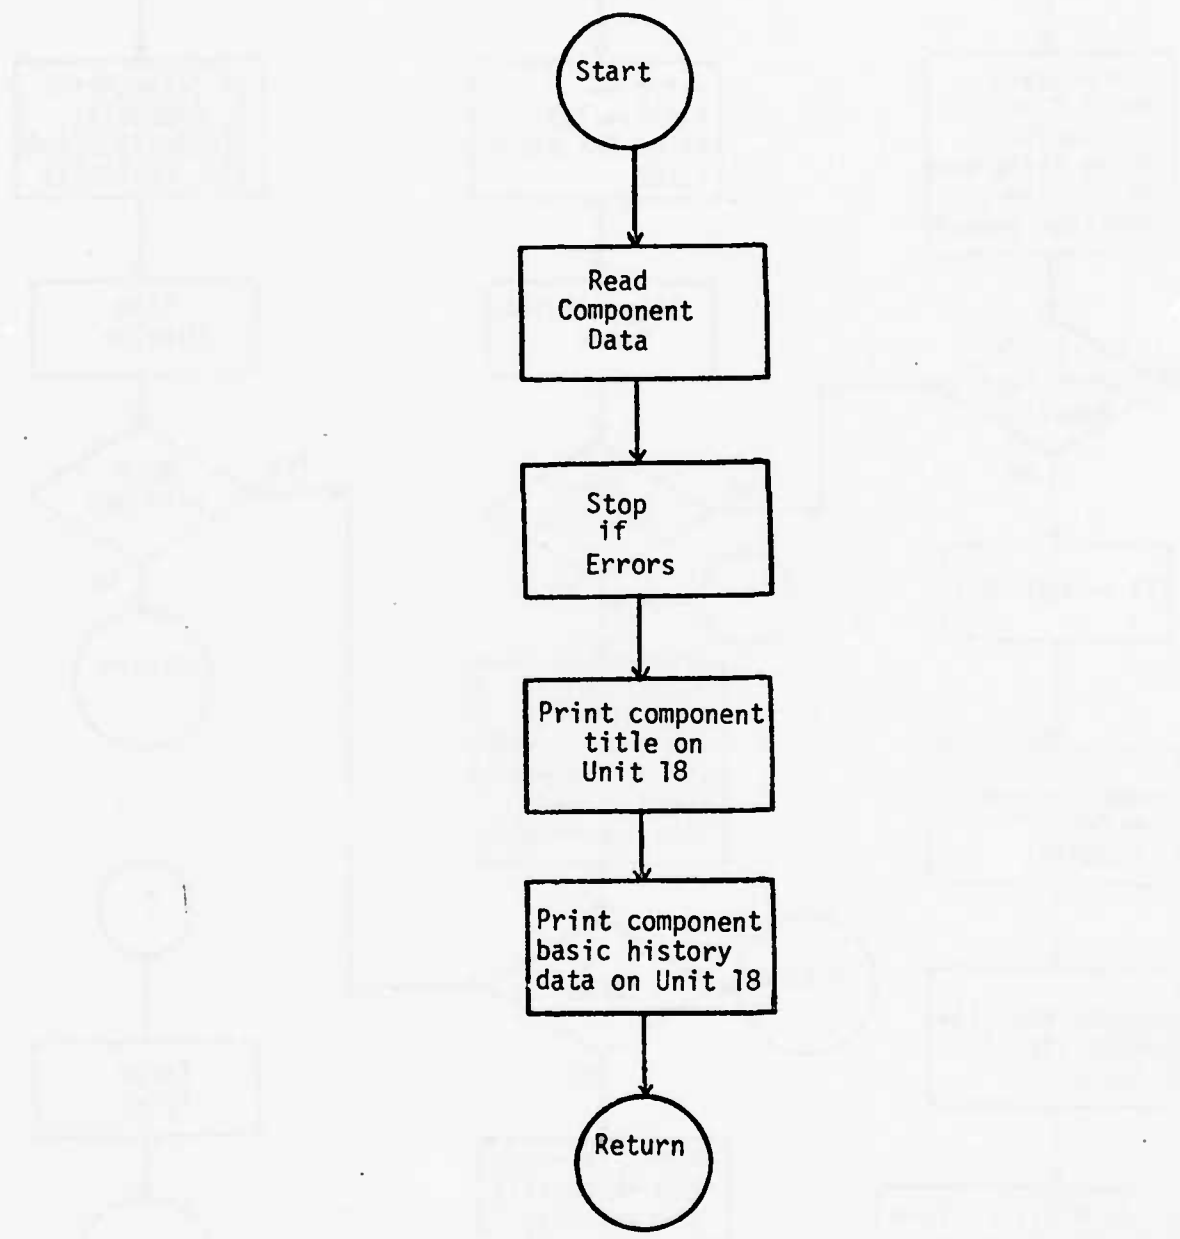 Start
Read
Component
Data
Stop
if
Errors
Print component
title on
Unit 18
Print component
basic history
data on Unit 18
Return